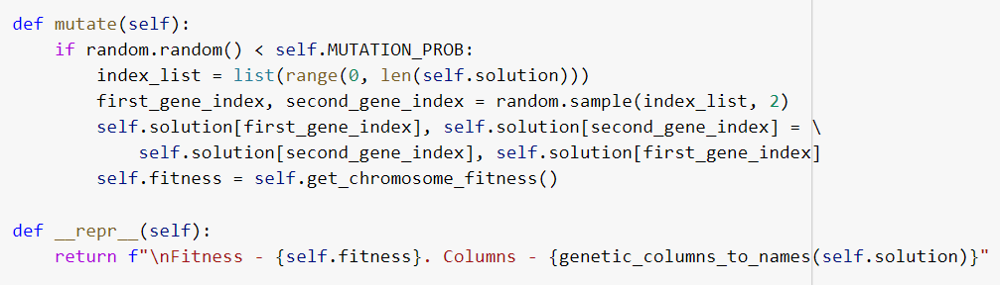 def mutate(self):
    if random.random() < self.MUTATION_PROB:
        index_list = list(range(0, len(self.solution)))
        first_gene_index, second_gene_index = random.sample(index_list, 2)
        self.solution[first_gene_index], self.solution[second_gene_index] = \
            self.solution[second_gene_index], self.solution[first_gene_index]
        self.fitness = self.get_chromosome_fitness()

def __repr__(self):
    return f"\nFitness - {self.fitness}. Columns - {genetic_columns_to_names(self.solution)}"